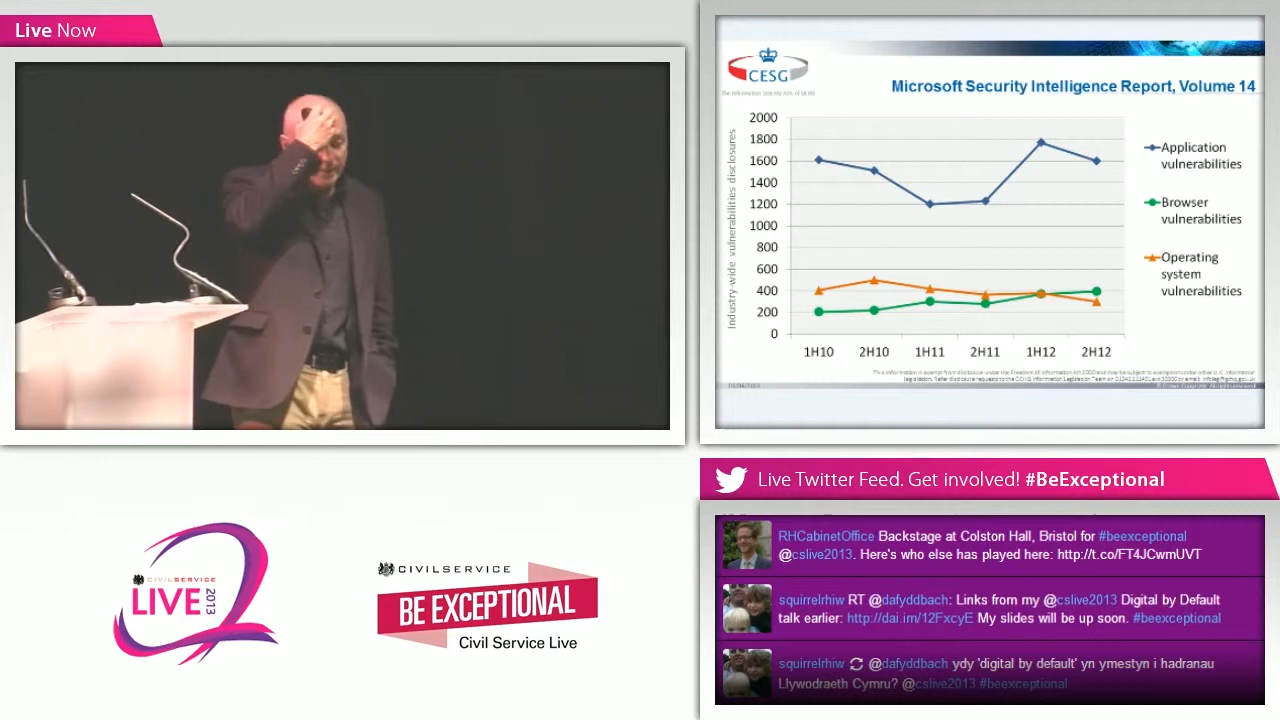 Live Now
CESG
Microsoft Security Intelligence Report, Volume 14
Industry-wide vulnerabilities disclosures
2000
1800
1600
1400
1200
1000
800
600
400
200
0
1H10 2H10 1H11 2H11 1H12 2H12
Application
vulnerabilities
Browser
vulnerabilities
Operating
system
vulnerabilities
Live Twitter Feed. Get involved! #BeExceptional
RHCabinetOffice Backstage at Colston Hall, Bristol for #beexceptional
@cslive2013. Here's who else has played here: http://t.co/FT4JCwmUVT
squirrelrhiw RT @dafyddbach: Links from my @cslive2013 Digital by Default
talk earlier: http://dai.im/12FxcyE My slides will be up soon. #beexceptional
squirrelrhiw @dafyddbach ydy 'digital by default' yn ymestyn i hadranau
Llywodraeth Cymru? @cslive2013 #beexceptional
CIVILSERVICE
LIVE 2013
CIVILSERVICE
BE EXCEPTIONAL
Civil Service Live